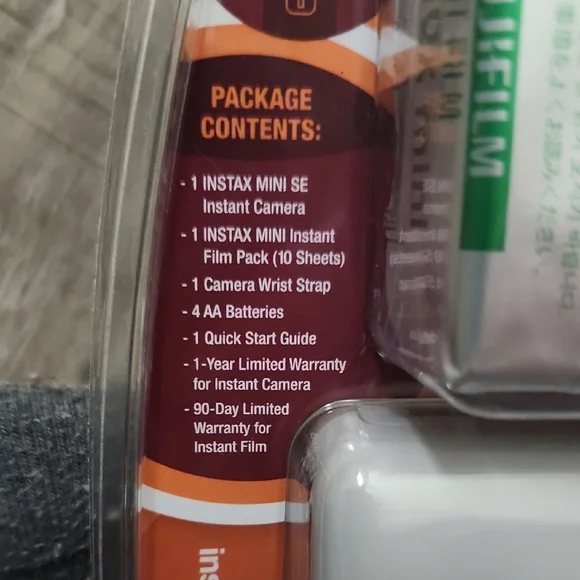 PACKAGE
CONTENTS:
- 1 INSTAX MINI SE
Instant Camera
- 1 INSTAX MINI Instant
Film Pack (10 Sheets)
- 1 Camera Wrist Strap
- 4 AA Batteries
- 1 Quick Start Guide
- 1-Year Limited Warranty
for Instant Camera
- 90-Day Limited
Warranty for
Instant Film
ins
FILM